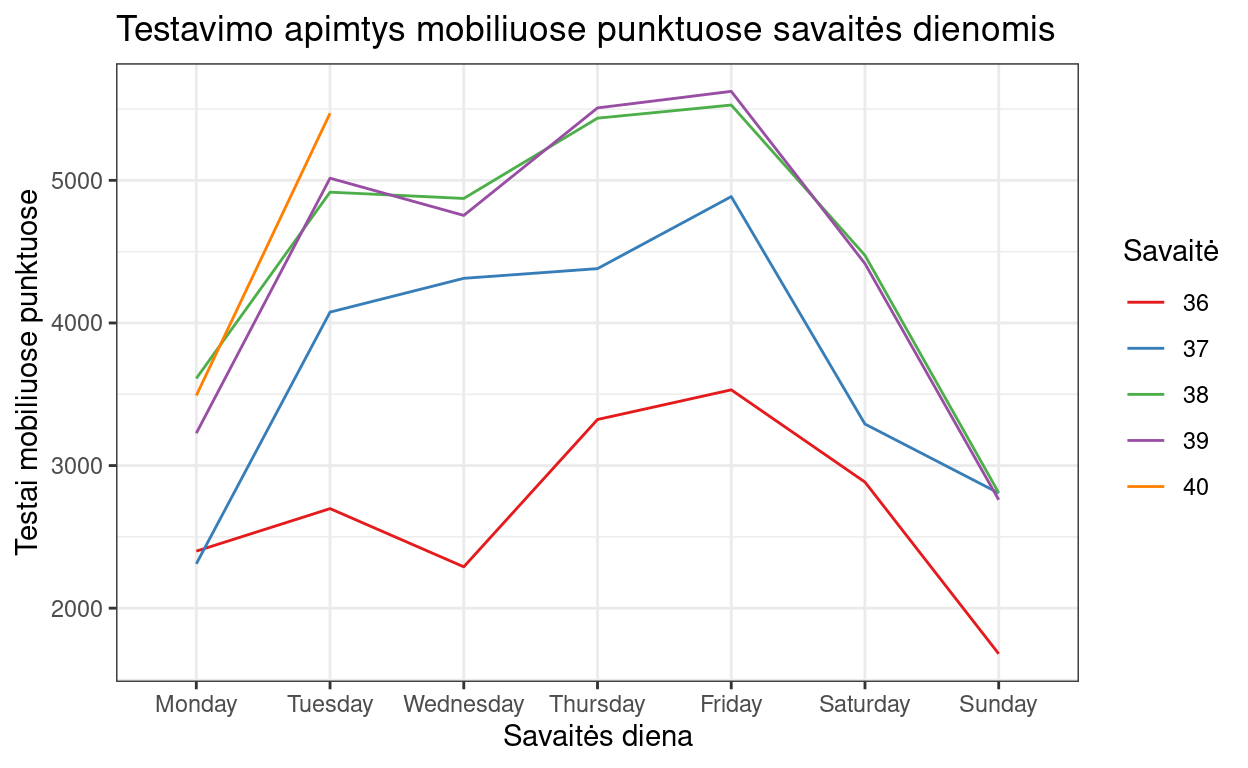 Testavimo apimtys mobiliuose punktuose savaitės dienomis
Testai mobiliuose punktuose
5000
4000
3000
2000
Monday Tuesday Wednesday Thursday Friday Saturday Sunday
Savaitės diena
Savaitė
36
37
38
39
40